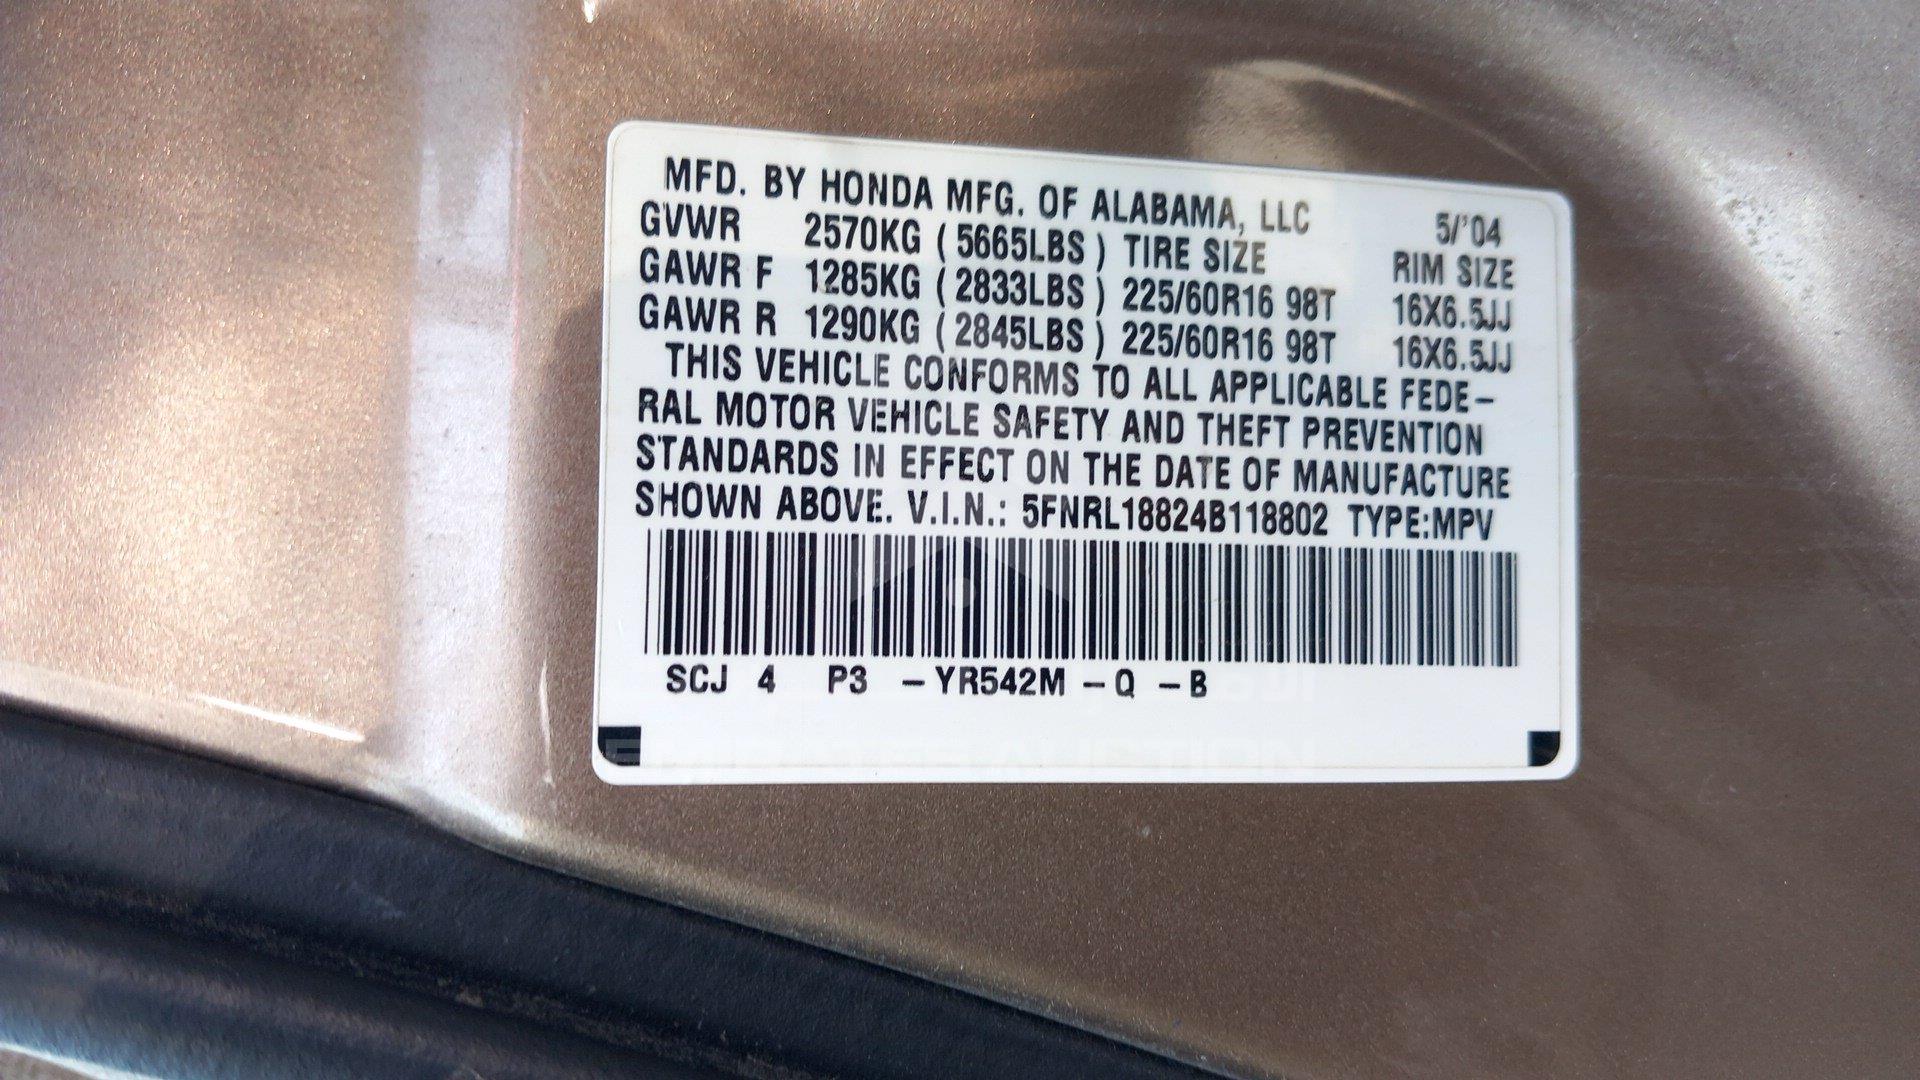 MFD. BY HONDA MFG. OF ALABAMA, LLC 5/'04
GVWR 2570KG ( 5665LBS ) TIRE SIZE RIM SIZE
GAWR F 1285KG ( 2833LBS ) 225/60R16 98T 16X6.5JJ
GAWR R 1290KG ( 2845LBS ) 225/60R16 98T 16X6.5JJ
THIS VEHICLE CONFORMS TO ALL APPLICABLE FEDE-
RAL MOTOR VEHICLE SAFETY AND THEFT PREVENTION
STANDARDS IN EFFECT ON THE DATE OF MANUFACTURE
SHOWN ABOVE. V.I.N.: 5FNRL18824B118802 TYPE:MPV
SCJ 4 P3 -YR542M -Q -B
EMIRATES AUCTION